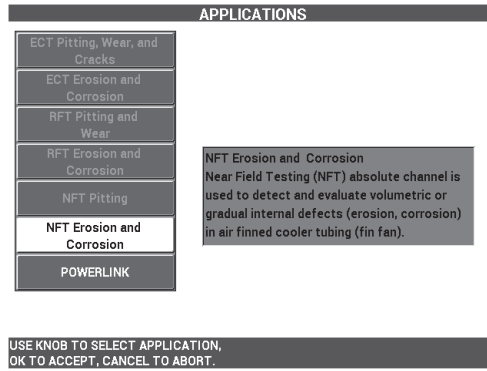 APPLICATIONS
ECT Pitting, Wear, and
Cracks
ECT Erosion and
Corrosion
RFT Pitting and
Wear
RFT Erosion and
Corrosion
NFT Pitting
NFT Erosion and
Corrosion
POWERLINK
NFT Erosion and Corrosion
Near Field Testing (NFT) absolute channel is
used to detect and evaluate volumetric or
gradual internal defects (erosion, corrosion)
in air finned cooler tubing (fin fan).
USE KNOB TO SELECT APPLICATION,
OK TO ACCEPT, CANCEL TO ABORT.